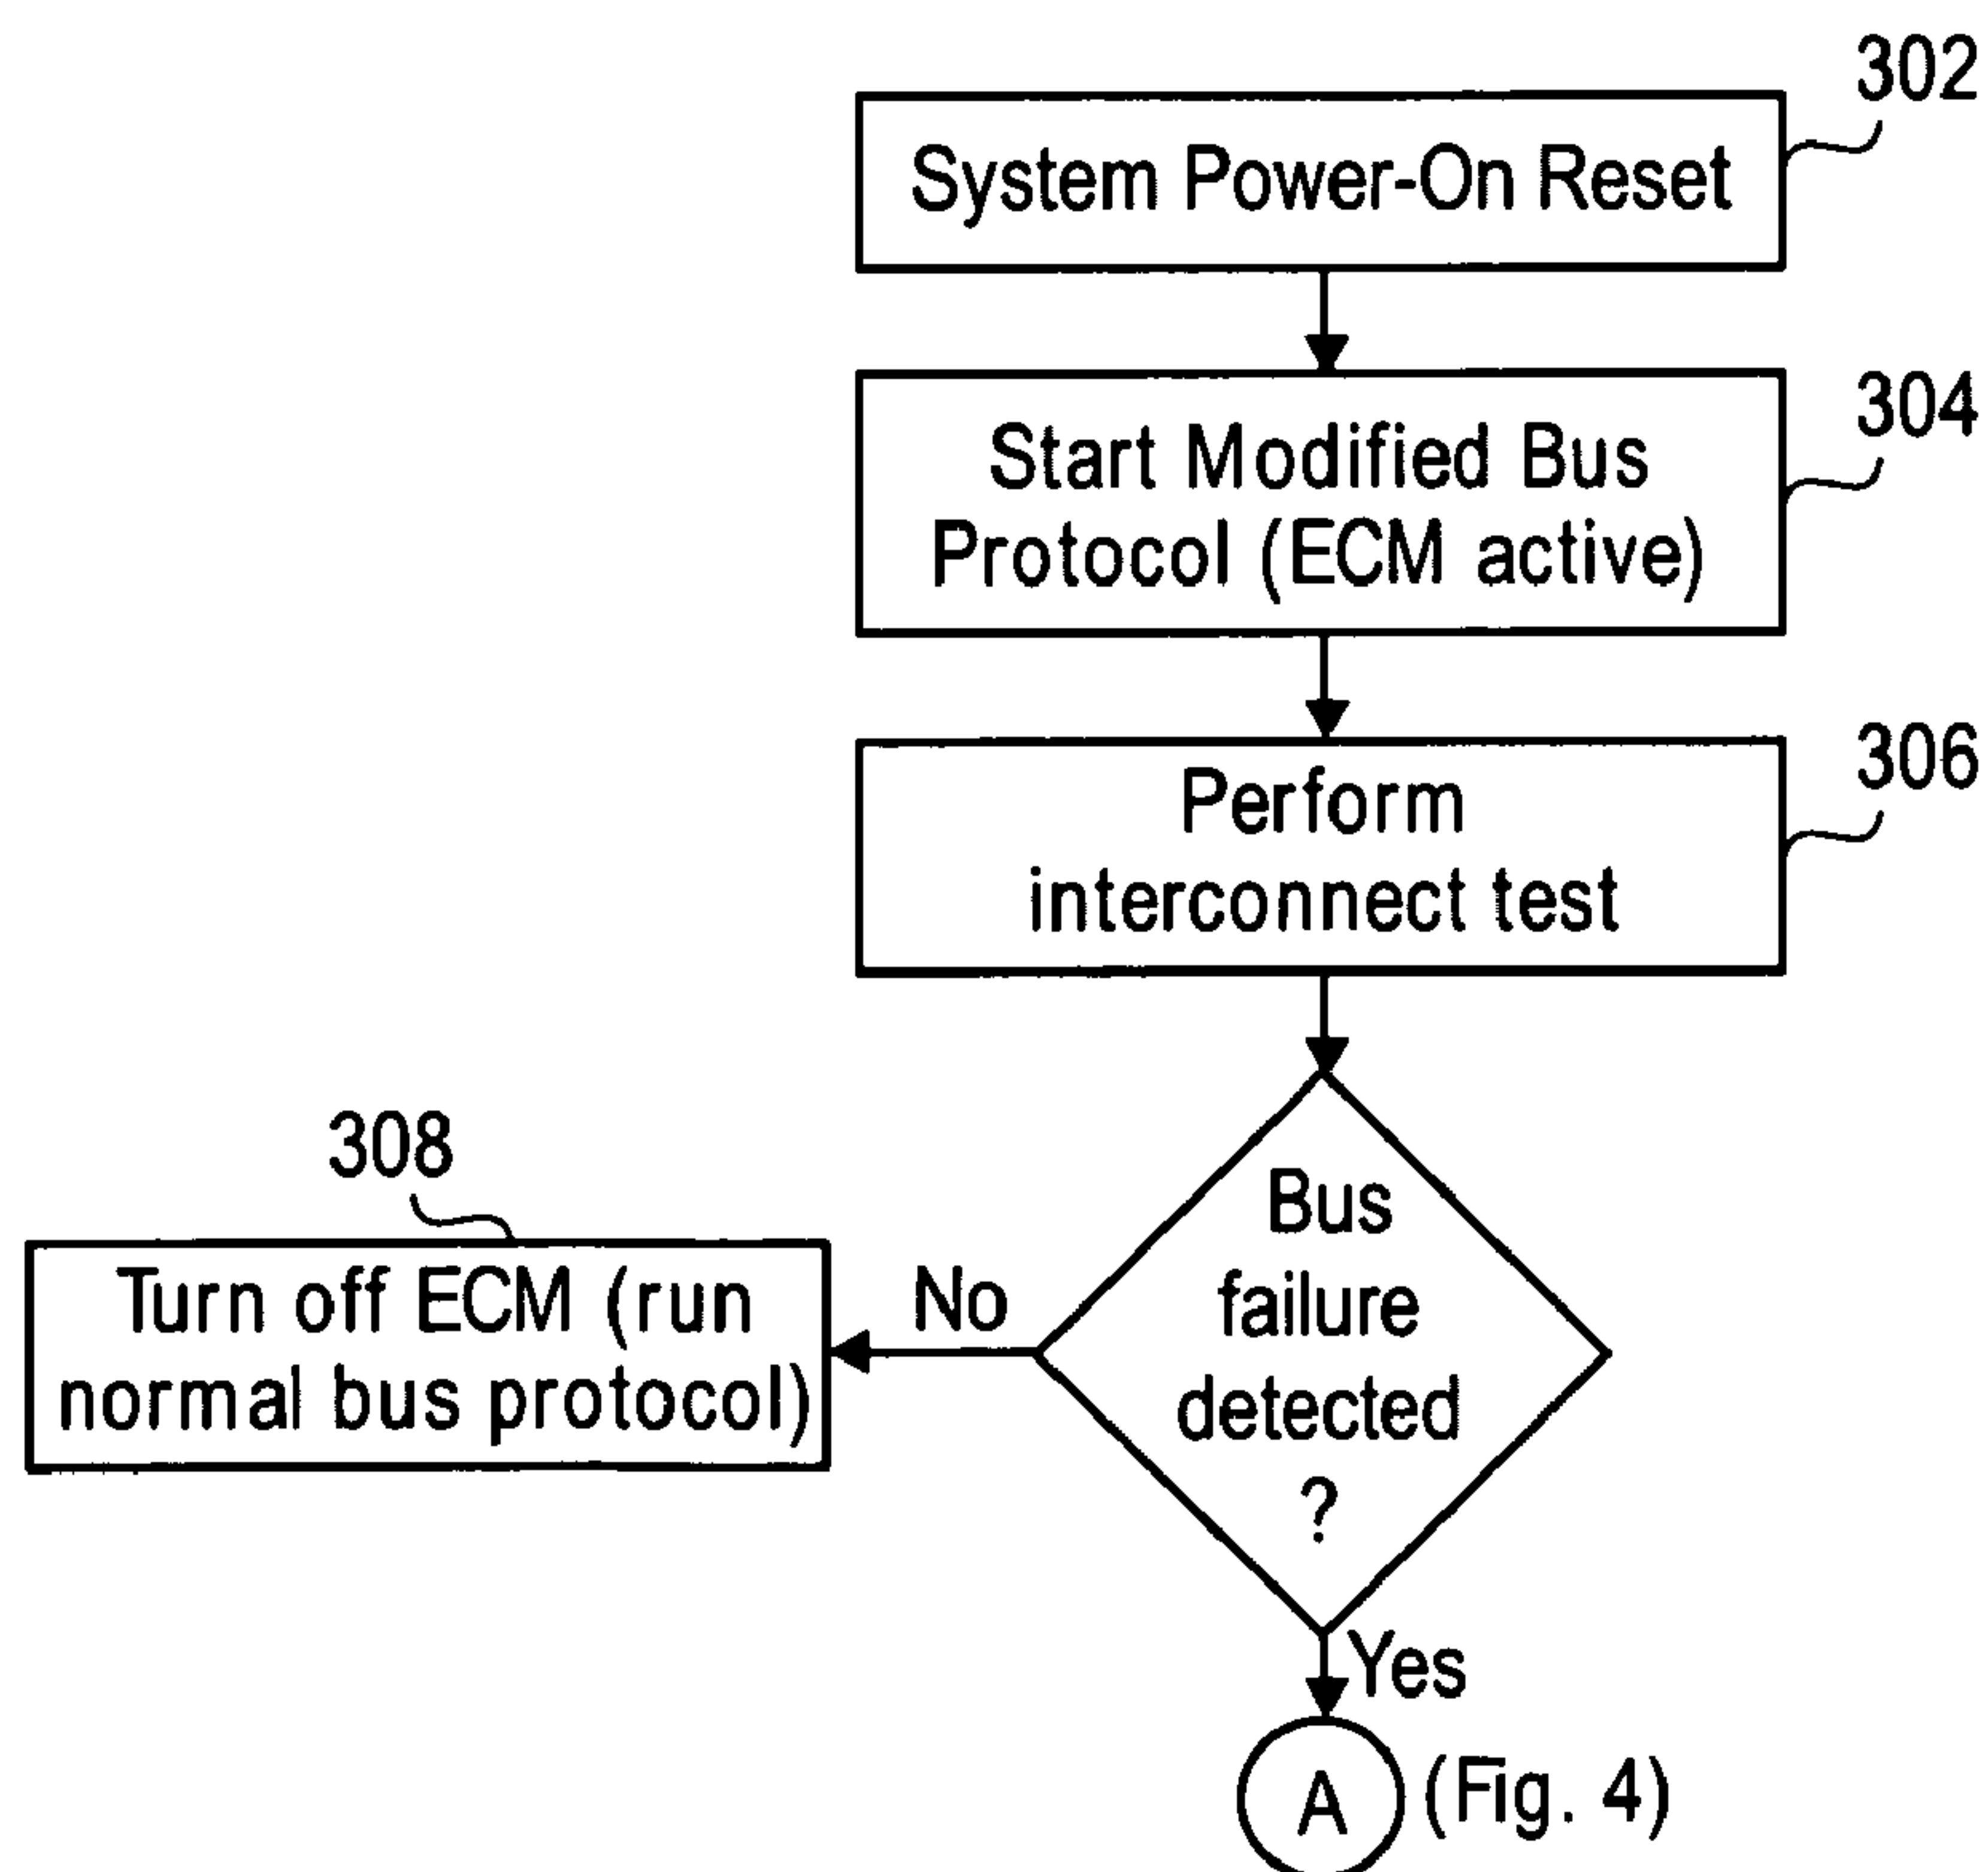 302
System Power-On Reset
304
Start Modified Bus
Protocol (ECM active)
306
Perform
interconnect test
308
Turn off ECM (run
normal bus protocol)
No
Bus
failure
detected
?
Yes
A
(Fig. 4)